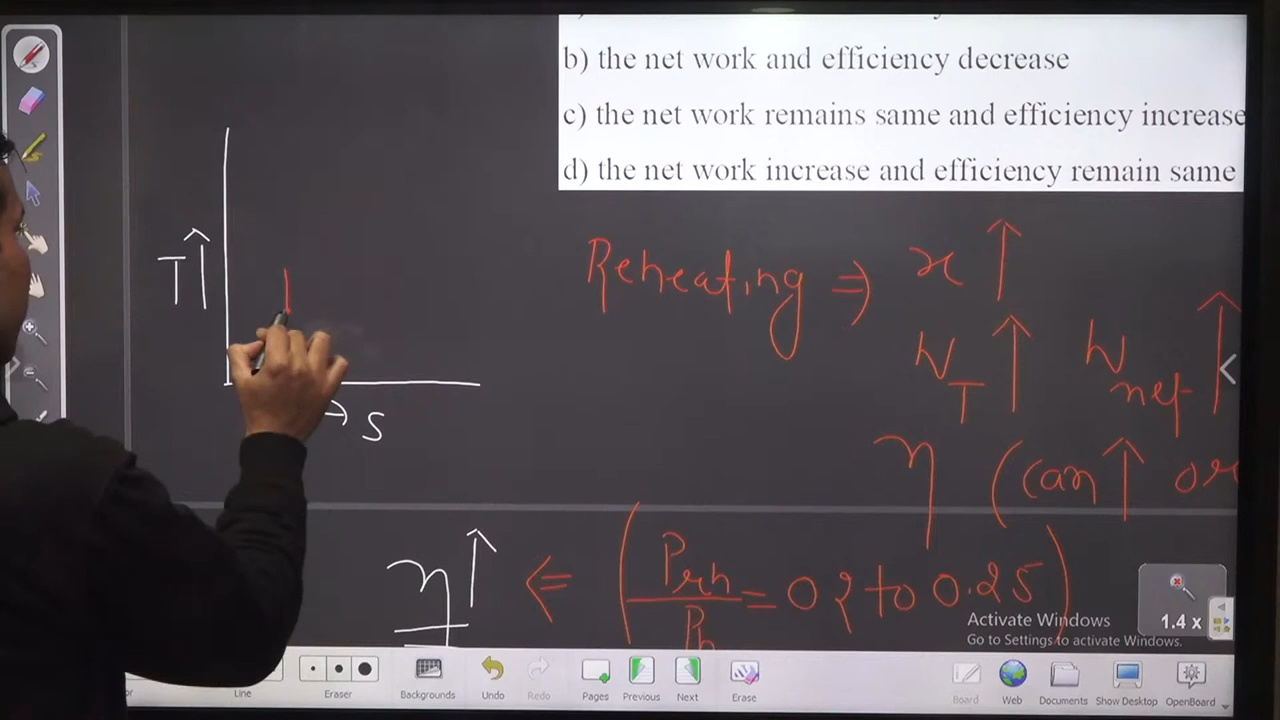 b) the net work and efficiency decrease
c) the net work remains same and efficiency increase
d) the net work increase and efficiency remain same
T↑
→ S
Reheating ⇒ x ↑
W_T ↑ W_net ↑
η (can ↑ or
η↑ ⇐ (P_rh/P_h = 0.2 to 0.25)
Activate Windows
Go to Settings to activate Windows.
1.4 x
Line
Eraser
Backgrounds
Undo
Redo
Pages
Previous
Next
Erase
Board
Web
Documents
Show Desktop
OpenBoard